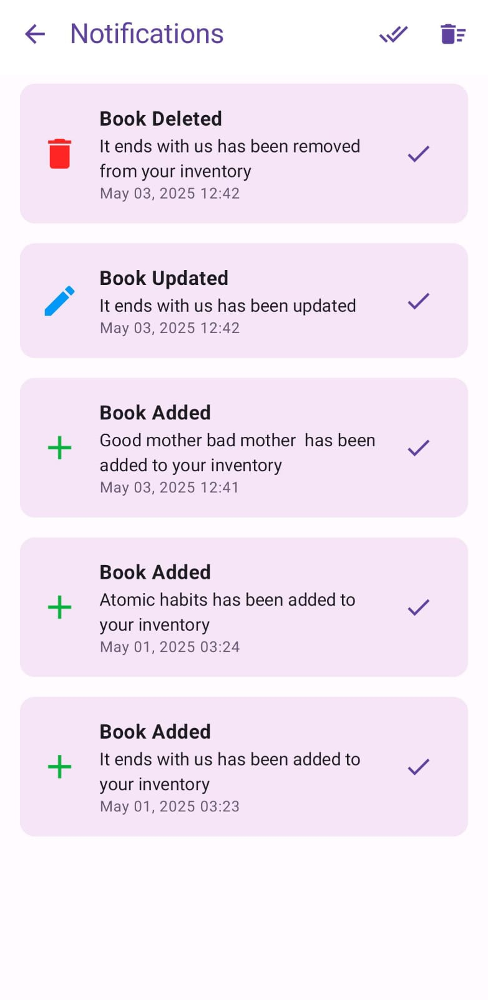 Notifications
Book Deleted
It ends with us has been removed
from your inventory
May 03, 2025 12:42
Book Updated
It ends with us has been updated
May 03, 2025 12:42
Book Added
Good mother bad mother  has been
added to your inventory
May 03, 2025 12:41
Book Added
Atomic habits has been added to
your inventory
May 01, 2025 03:24
Book Added
It ends with us has been added to
your inventory
May 01, 2025 03:23